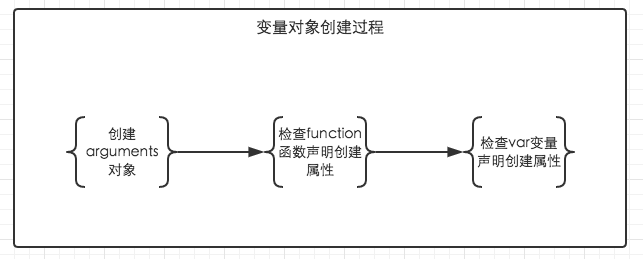 变量对象创建过程
创建
arguments
对象
检查function
函数声明创建
属性
检查var变量
声明创建属性